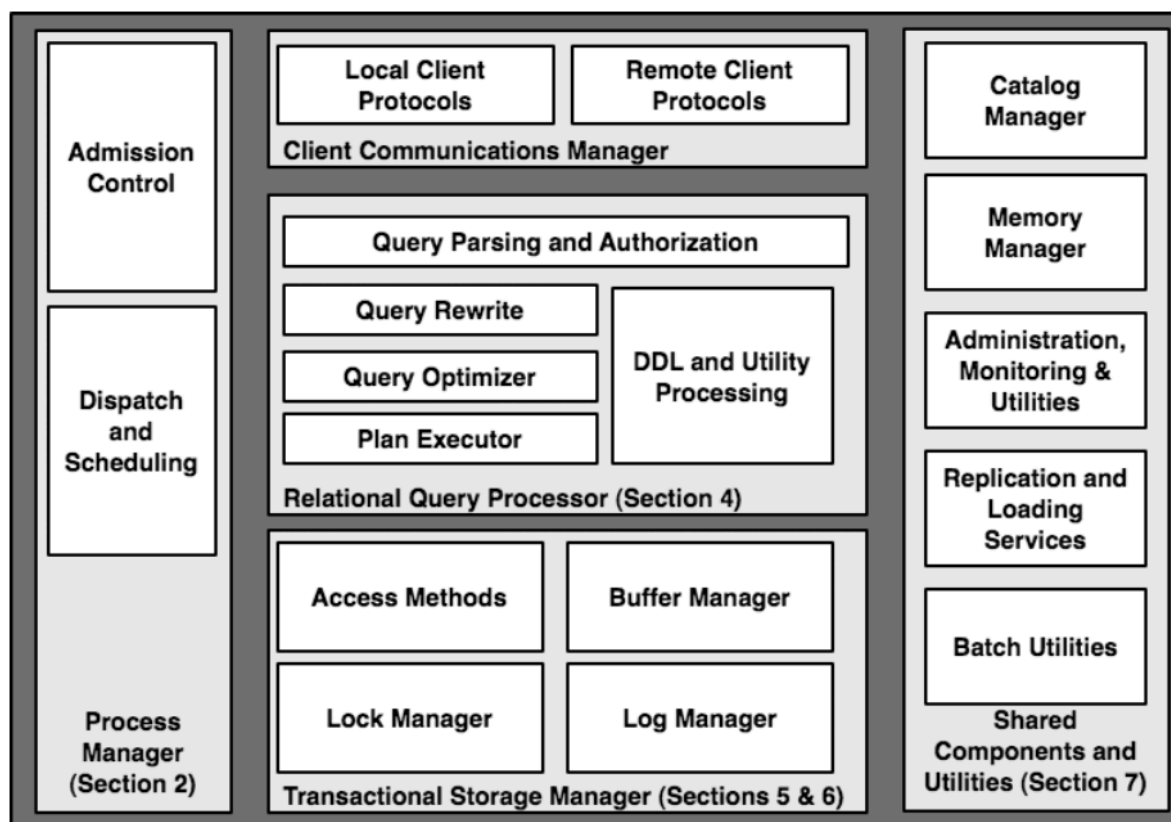 Admission
Control
Dispatch
and
Scheduling
Process
Manager
(Section 2)
Local Client
Protocols
Remote Client
Protocols
Client Communications Manager
Query Parsing and Authorization
Query Rewrite
Query Optimizer
Plan Executor
DDL and Utility
Processing
Relational Query Processor (Section 4)
Access Methods
Buffer Manager
Lock Manager
Log Manager
Transactional Storage Manager (Sections 5 & 6)
Catalog
Manager
Memory
Manager
Administration,
Monitoring &
Utilities
Replication and
Loading
Services
Batch Utilities
Shared
Components and
Utilities (Section 7)